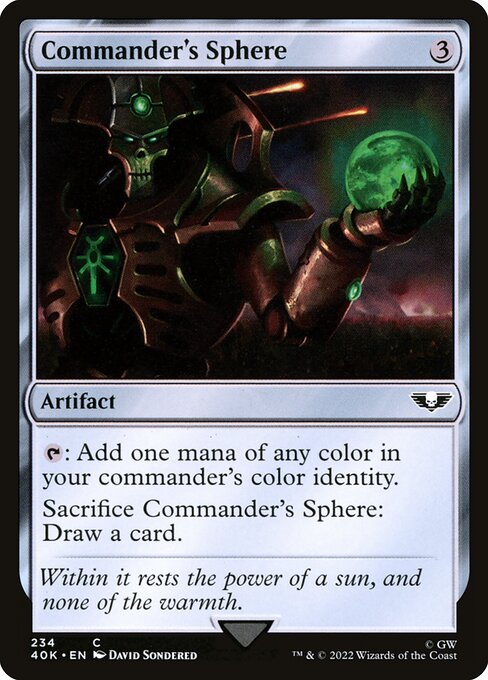 Commander's Sphere 3
Artifact
: Add one mana of any color in
your commander's color identity.
Sacrifice Commander's Sphere:
Draw a card.
Within it rests the power of a sun, and
none of the warmth.
234 C © GW
40K • EN David Sondered ™ & © 2022 Wizards of the Coast